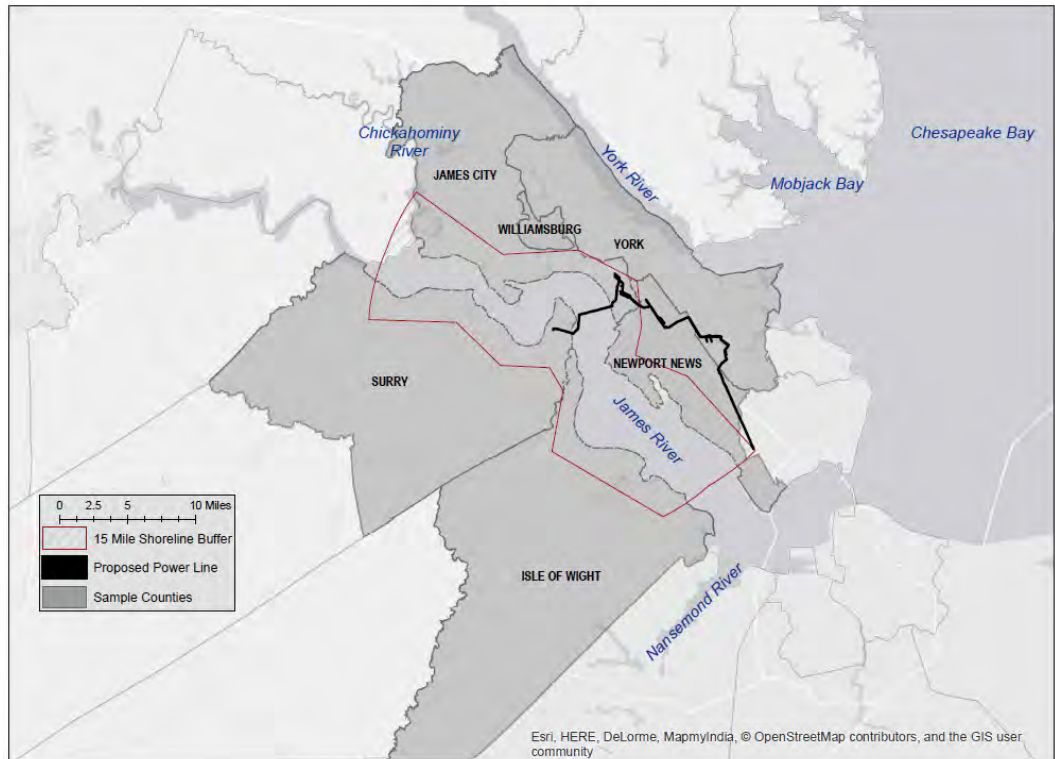 Chesapeake Bay
Chickahominy
River
York River
JAMES CITY
Mobjack Bay
WILLIAMSBURG
YORK
NEWPORT NEWS
SURRY
James River
0 2.5 5 10 Miles
15 Mile Shoreline Buffer
Proposed Power Line
Sample Counties
ISLE OF WIGHT
Nansemond River
Esri, HERE, DeLorme, MapmyIndia, © OpenStreetMap contributors, and the GIS user
community